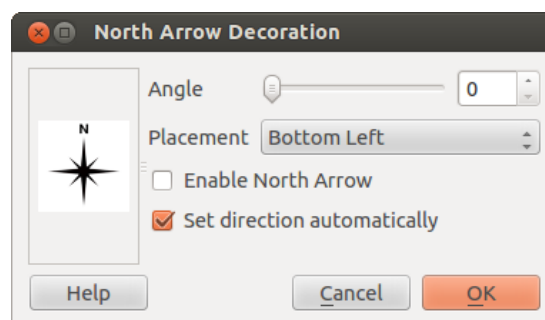 North Arrow Decoration
Angle 0
N
Placement Bottom Left
Enable North Arrow
Set direction automatically
Help Cancel OK